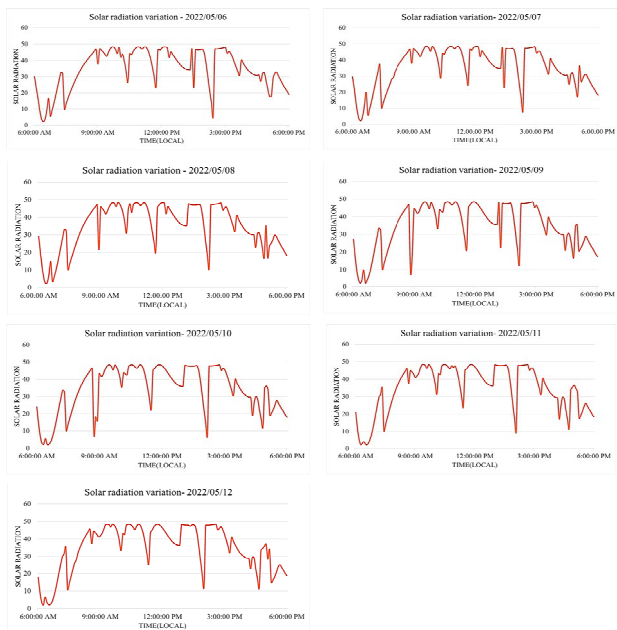 Solar radiation variation - 2022/05/06
60
50
40
30
20
10
0
SOLAR RADIATION
6:00:00 AM 9:00:00 AM 12:00:00 PM 3:00:00 PM 6:00:00 PM
TIME(LOCAL)
Solar radiation variation- 2022/05/07
60
50
40
30
20
10
0
SOLAR RADIATION
6:00:00 AM 9:00:00 AM 12:00:00 PM 3:00:00 PM 6:00:00 PM
TIME(LOCAL)
Solar radiation variation - 2022/05/08
60
50
40
30
20
10
0
SOLAR RADIATION
6:00:00 AM 9:00:00 AM 12:00:00 PM 3:00:00 PM 6:00:00 PM
TIME(LOCAL)
Solar radiation variation- 2022/05/09
60
50
40
30
20
10
0
SOLAR RADIATION
6:00:00 AM 9:00:00 AM 12:00:00 PM 3:00:00 PM 6:00:00 PM
TIME(LOCAL)
Solar radiation variation- 2022/05/10
60
50
40
30
20
10
0
SOLAR RADIATION
6:00:00 AM 9:00:00 AM 12:00:00 PM 3:00:00 PM 6:00:00 PM
TIME(LOCAL)
Solar radiation variation- 2022/05/11
60
50
40
30
20
10
0
SOLAR RADIATION
6:00:00 AM 9:00:00 AM 12:00:00 PM 3:00:00 PM 6:00:00 PM
TIME(LOCAL)
Solar radiation variation- 2022/05/12
60
50
40
30
20
10
0
SOLAR RADIATION
6:00:00 AM 9:00:00 AM 12:00:00 PM 3:00:00 PM 6:00:00 PM
TIME(LOCAL)